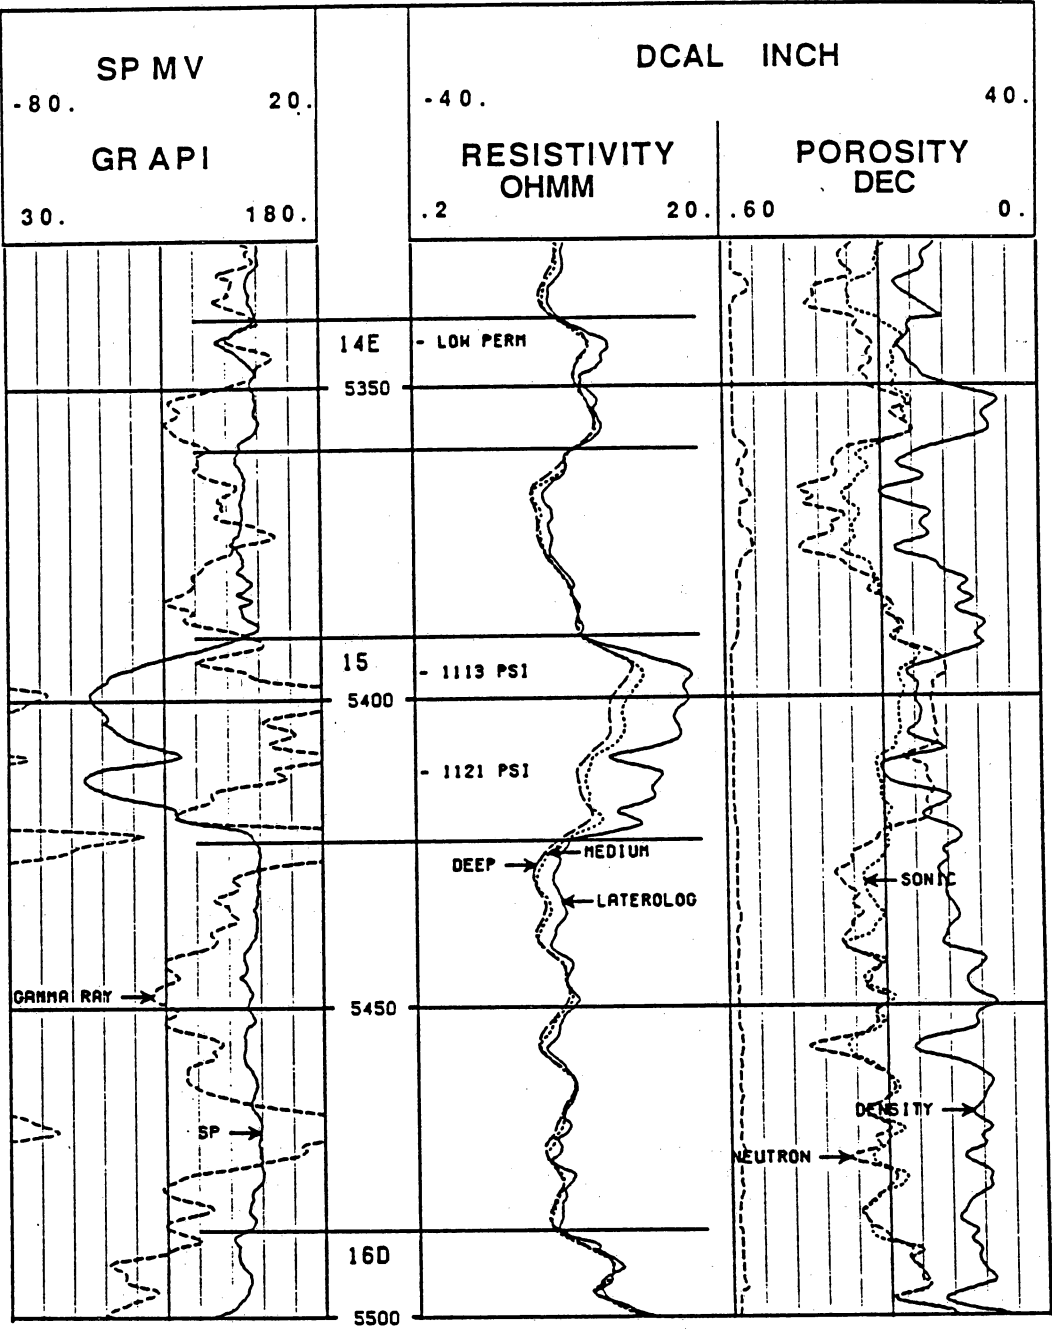 SP MV
-80. 20.
GR API
30. 180.
DCAL INCH
-40. 40.
RESISTIVITY
OHMM
.2 20.
POROSITY
DEC
.60 0.
14E
- LOW PERM
5350
15
- 1113 PSI
5400
- 1121 PSI
MEDIUM
DEEP
LATEROLOG
SONIC
GAMMA RAY
5450
DENSITY
SP
NEUTRON
16D
5500